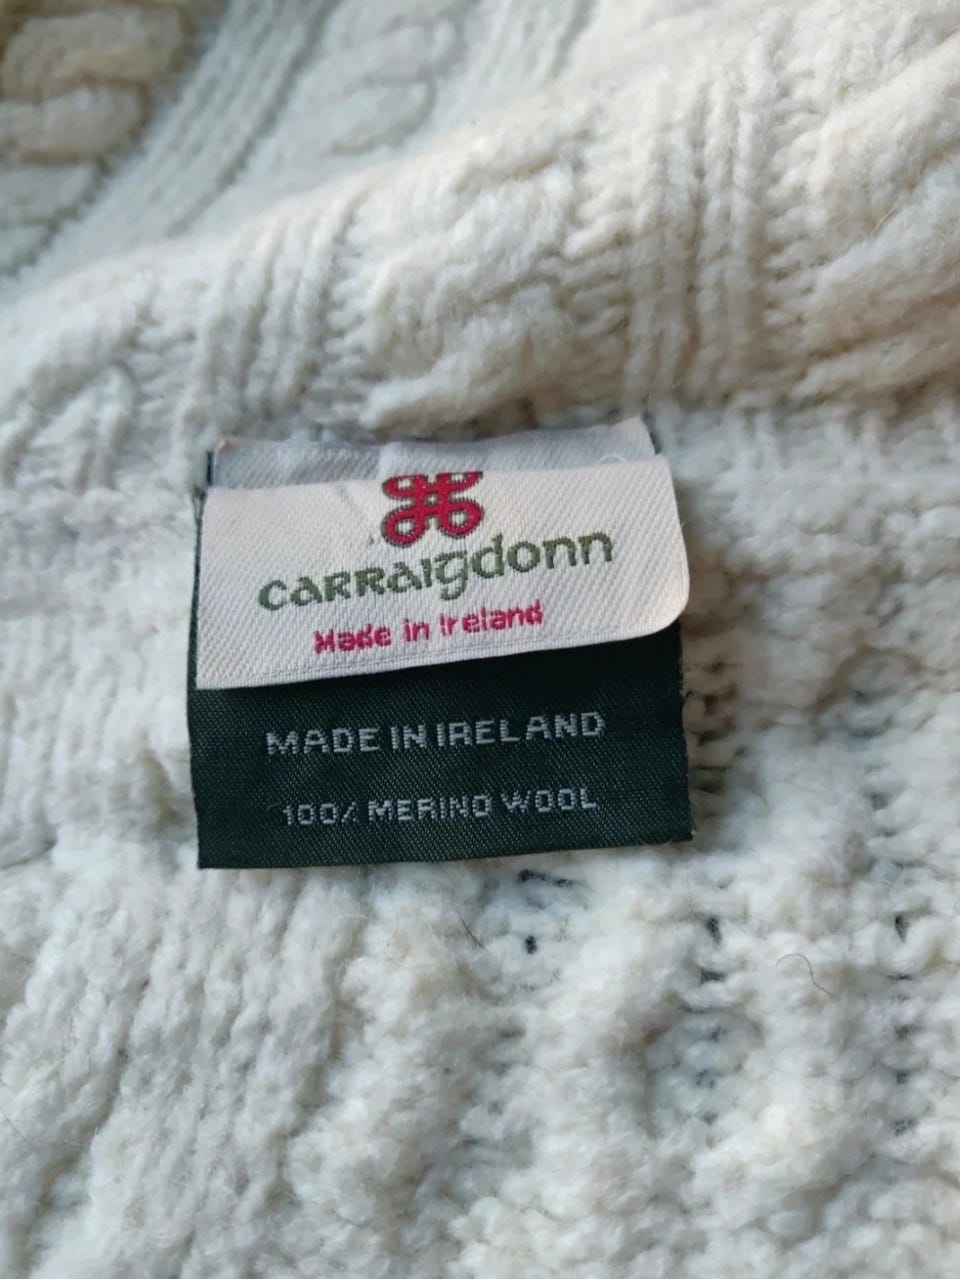 carraigdonn
Made in Ireland
MADE IN IRELAND
100% MERINO WOOL